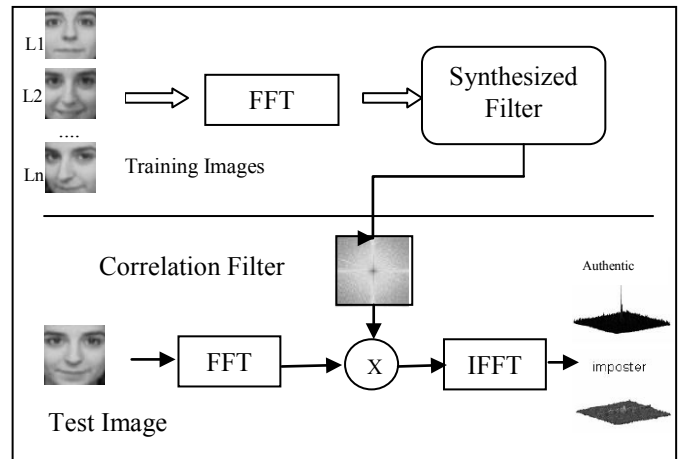 L1
L2
....
Ln
FFT
Synthesized
Filter
Training Images
Correlation Filter
Authentic
FFT
X
IFFT
imposter
Test Image